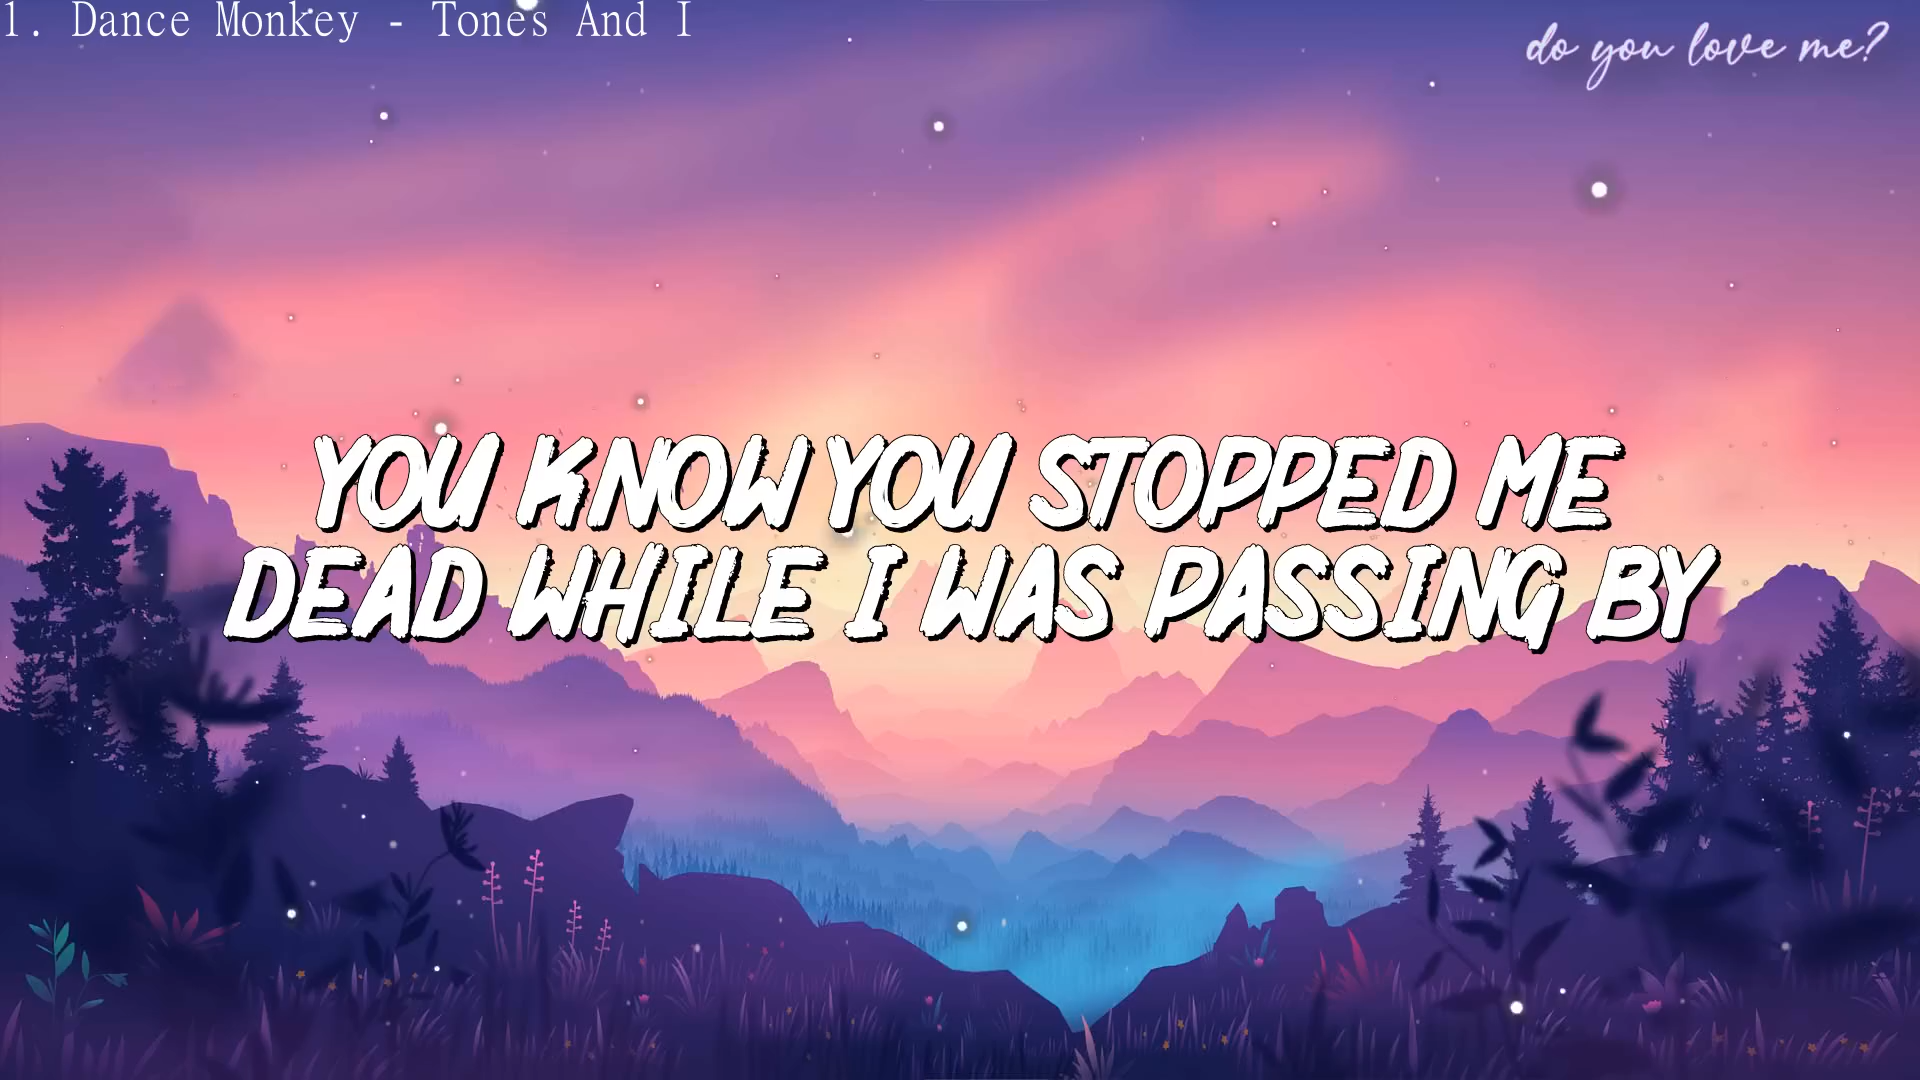 1. Dance Monkey - Tones And I
do you love me?
YOU KNOW YOU STOPPED ME
DEAD WHILE I WAS PASSING BY